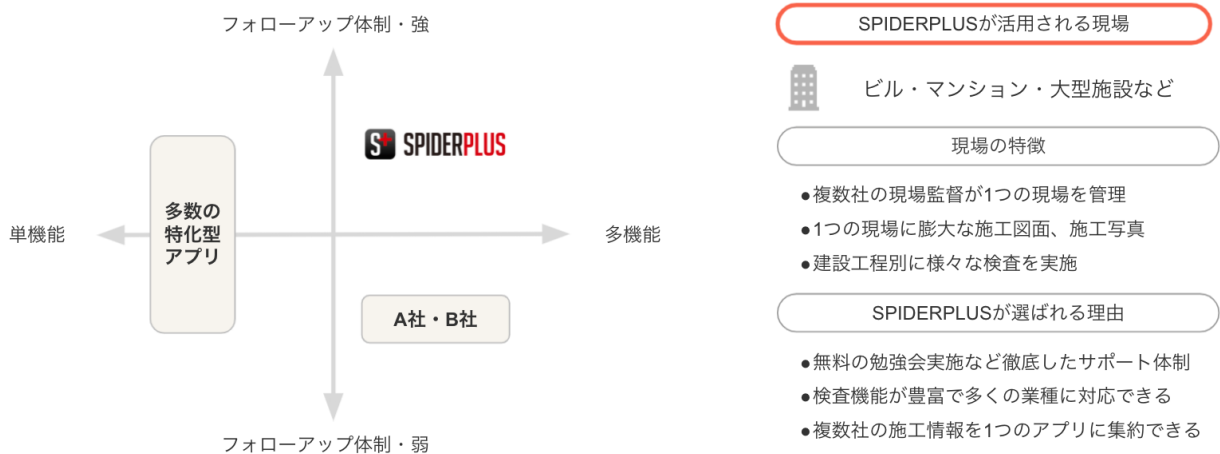 フォローアップ体制・強
S+ SPIDERPLUS
多数の
特化型
アプリ
単機能
多機能
A社・B社
フォローアップ体制・弱
SPIDERPLUSが活用される現場
ビル・マンション・大型施設など
現場の特徴
●複数社の現場監督が1つの現場を管理
●1つの現場に膨大な施工図面、施工写真
●建設工程別に様々な検査を実施
SPIDERPLUSが選ばれる理由
●無料の勉強会実施など徹底したサポート体制
●検査機能が豊富で多くの業種に対応できる
●複数社の施工情報を1つのアプリに集約できる